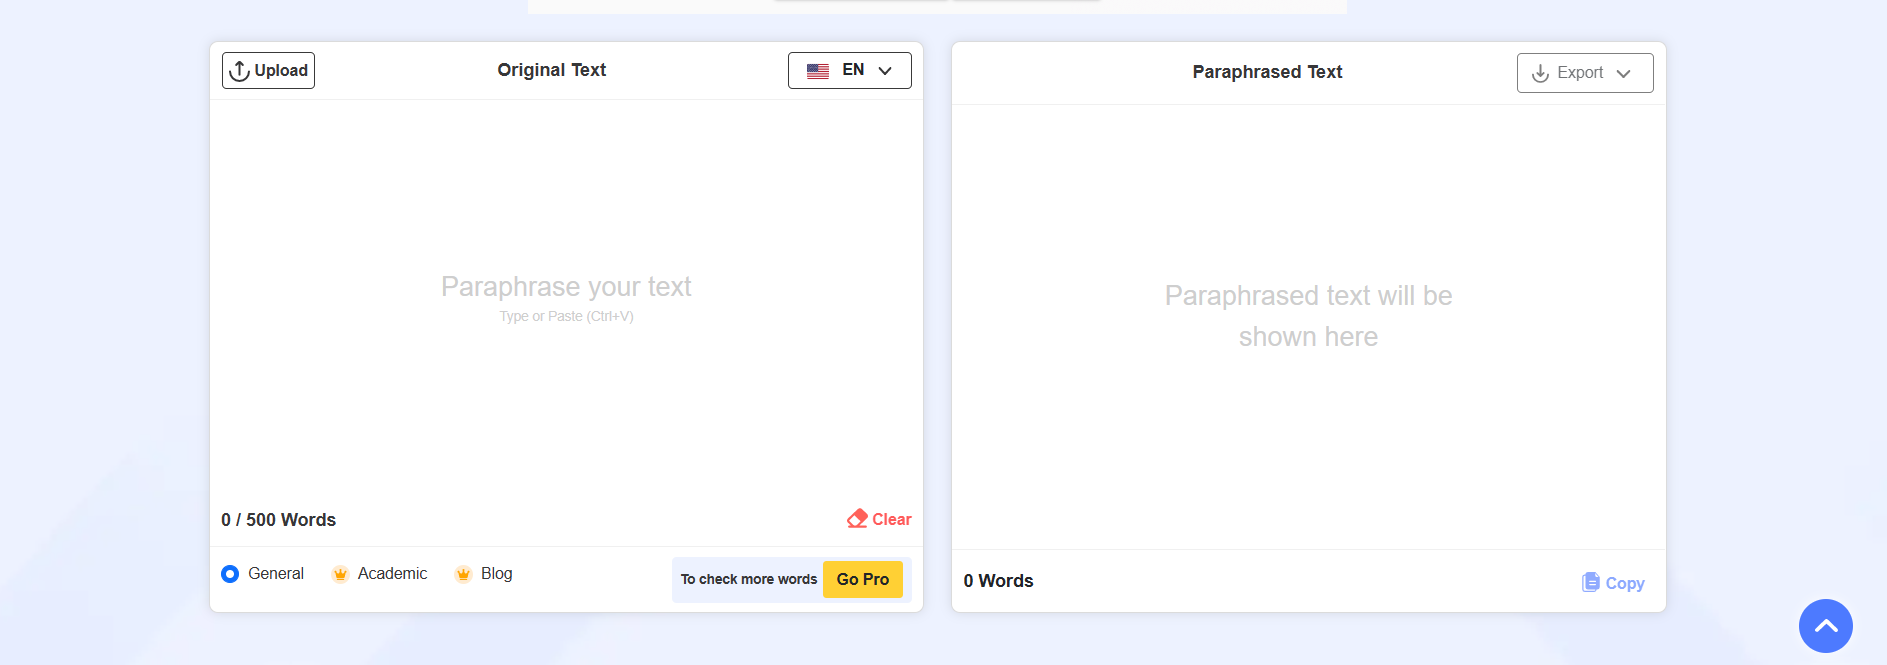 Upload
Original Text
EN
Paraphrase your text
Type or Paste (Ctrl+V)
0 / 500 Words
Clear
General
Academic
Blog
To check more words
Go Pro
Paraphrased Text
Export
Paraphrased text will be
shown here
0 Words
Copy